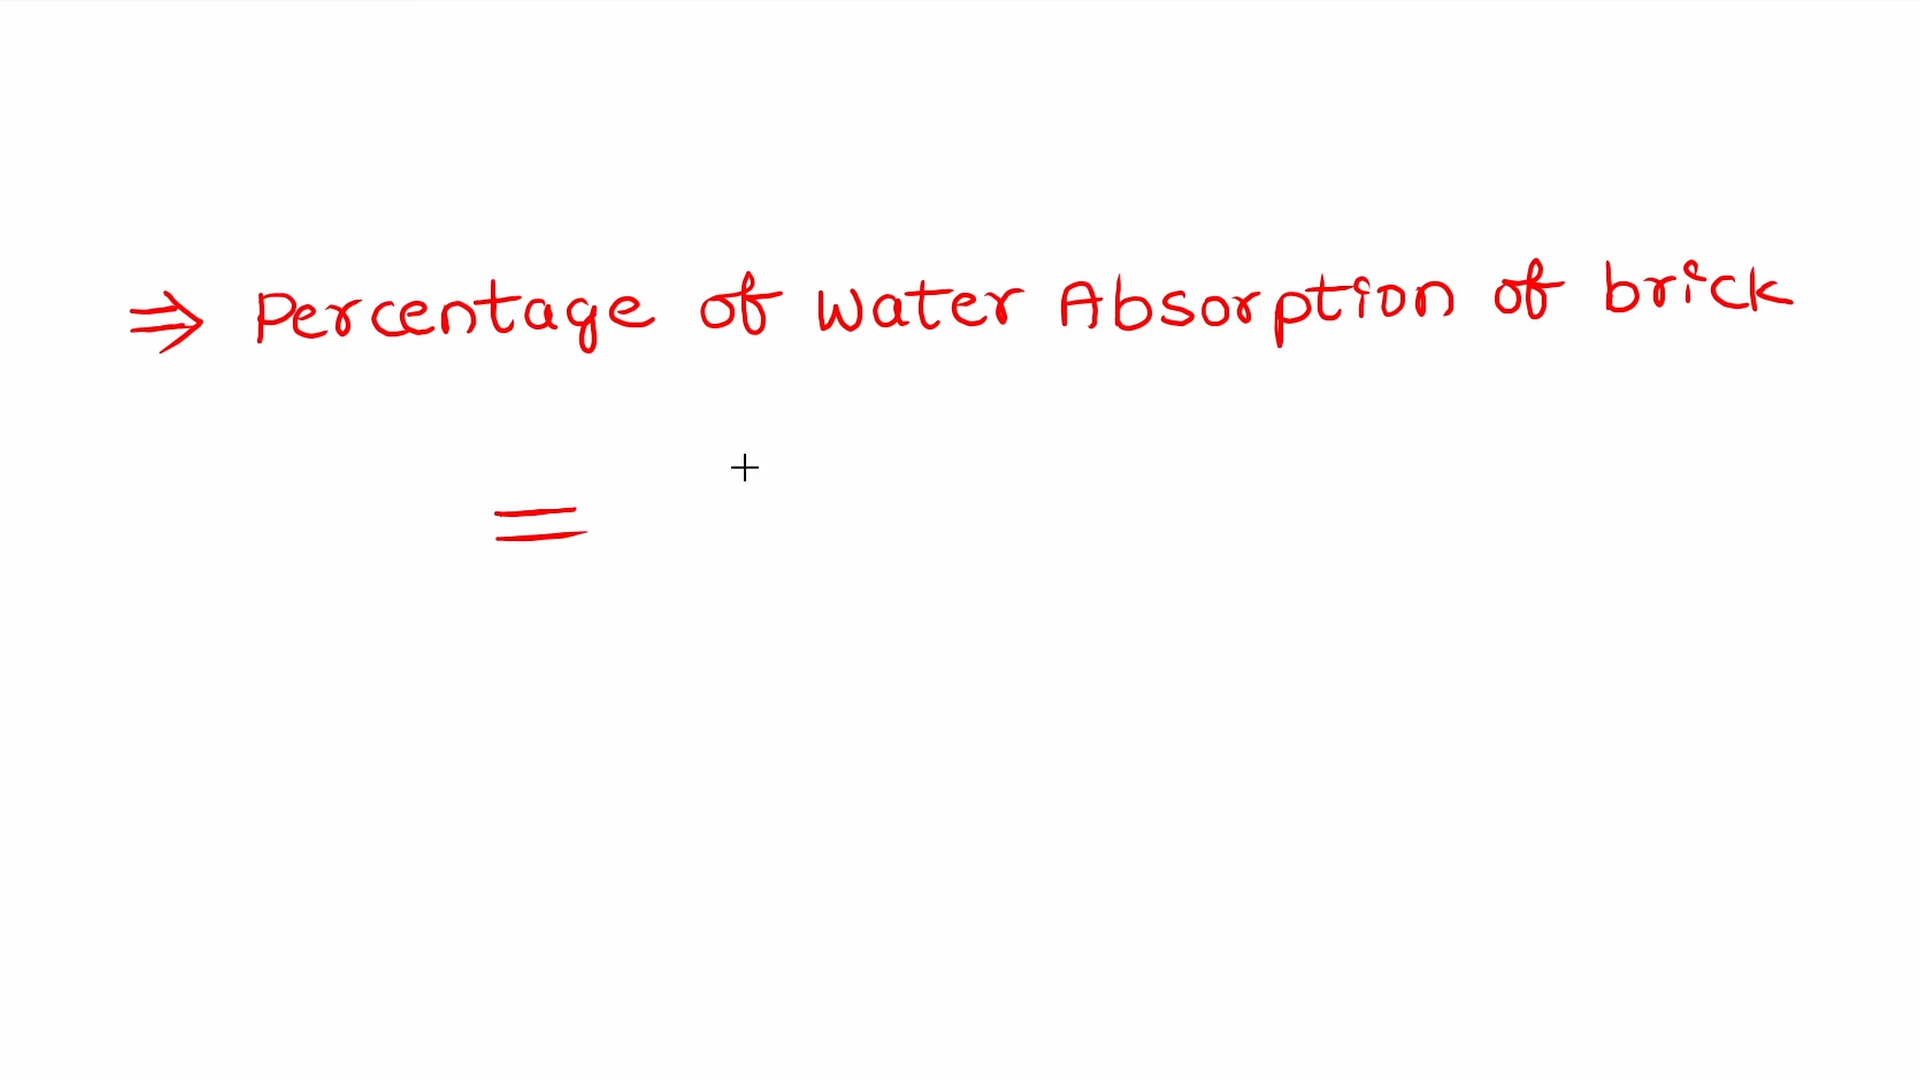 ⇒ Percentage of Water Absorption of brick
=